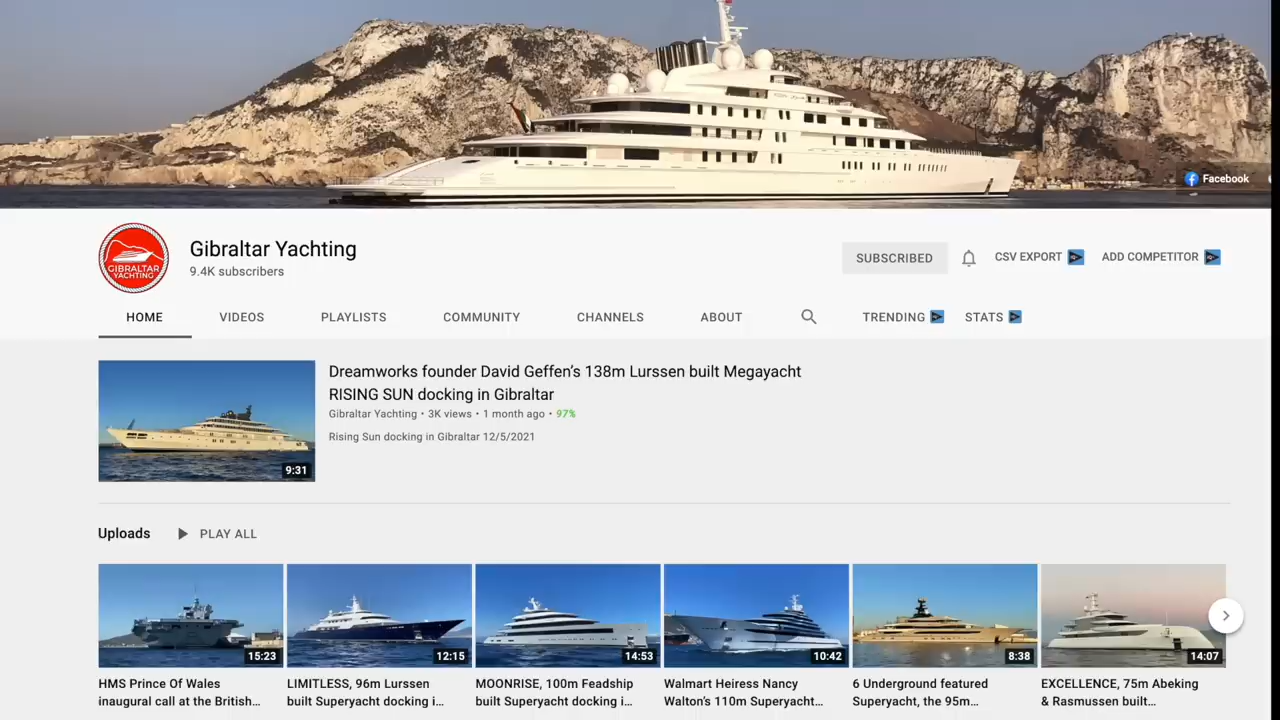 Facebook
GIBRALTAR
YACHTING
Gibraltar Yachting
9.4K subscribers
SUBSCRIBED
CSV EXPORT
ADD COMPETITOR
HOME
VIDEOS
PLAYLISTS
COMMUNITY
CHANNELS
ABOUT
TRENDING
STATS
9:31
Dreamworks founder David Geffen's 138m Lurssen built Megayacht
RISING SUN docking in Gibraltar
Gibraltar Yachting • 3K views • 1 month ago • 97%
Rising Sun docking in Gibraltar 12/5/2021
Uploads
PLAY ALL
15:23
12:15
14:53
10:42
8:38
14:07
HMS Prince Of Wales
inaugural call at the British...
LIMITLESS, 96m Lurssen
built Superyacht docking i...
MOONRISE, 100m Feadship
built Superyacht docking i...
Walmart Heiress Nancy
Walton's 110m Superyacht...
6 Underground featured
Superyacht, the 95m...
EXCELLENCE, 75m Abeking
& Rasmussen built...